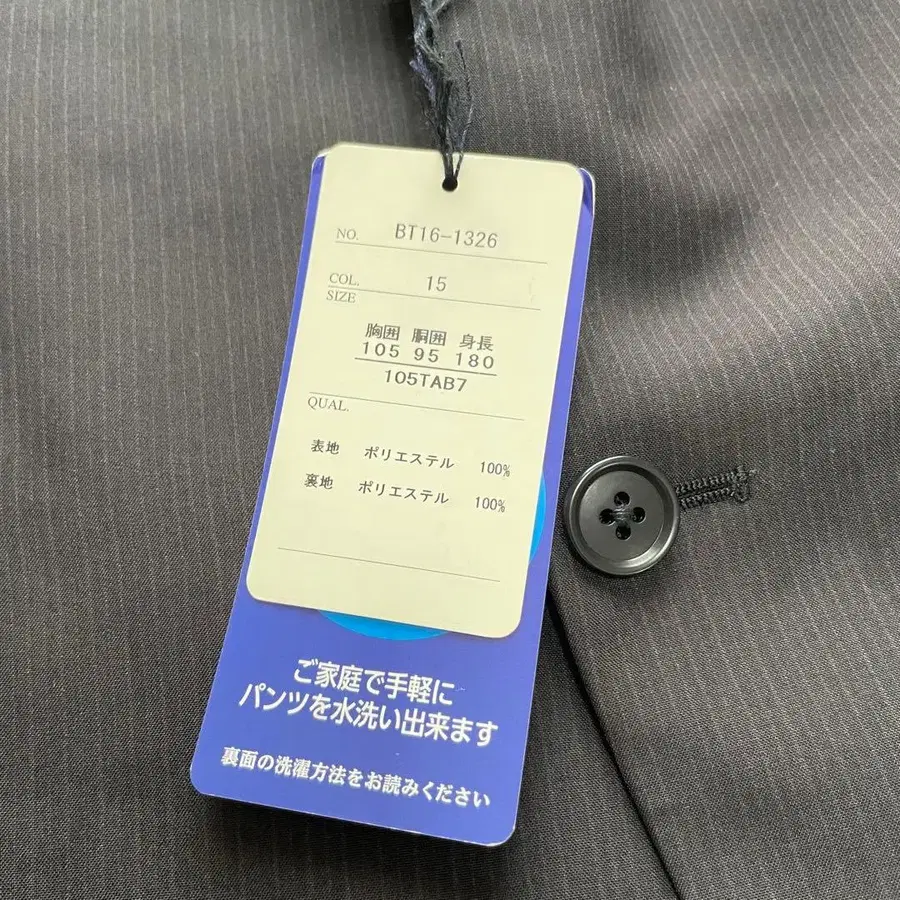 NO. BT16-1326
COL. 15
SIZE
胸囲 胴囲 身長
105 95 180
105TAB7
QUAL.
表地 ポリエステル 100%
裏地 ポリエステル 100%
ご家庭で手軽に
パンツを水洗い出来ます
裏面の洗濯方法をお読みください